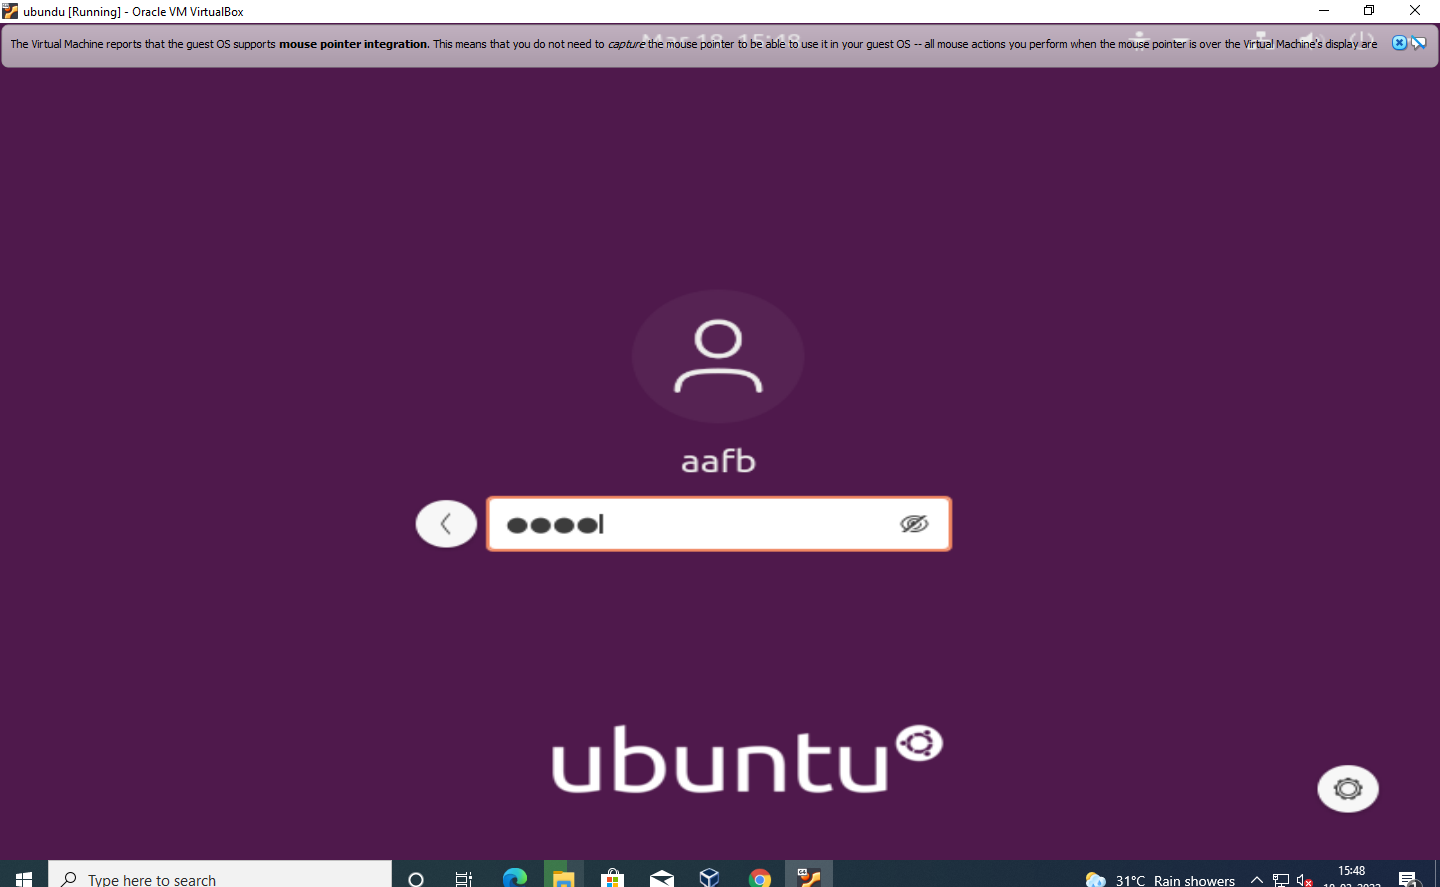 ubundu [Running] - Oracle VM VirtualBox
The Virtual Machine reports that the guest OS supports mouse pointer integration. This means that you do not need to capture the mouse pointer to be able to use it in your guest OS -- all mouse actions you perform when the mouse pointer is over the Virtual Machine's display are
Mar 18 15:48
aafb
ubuntu
Type here to search
31°C Rain showers
15:48